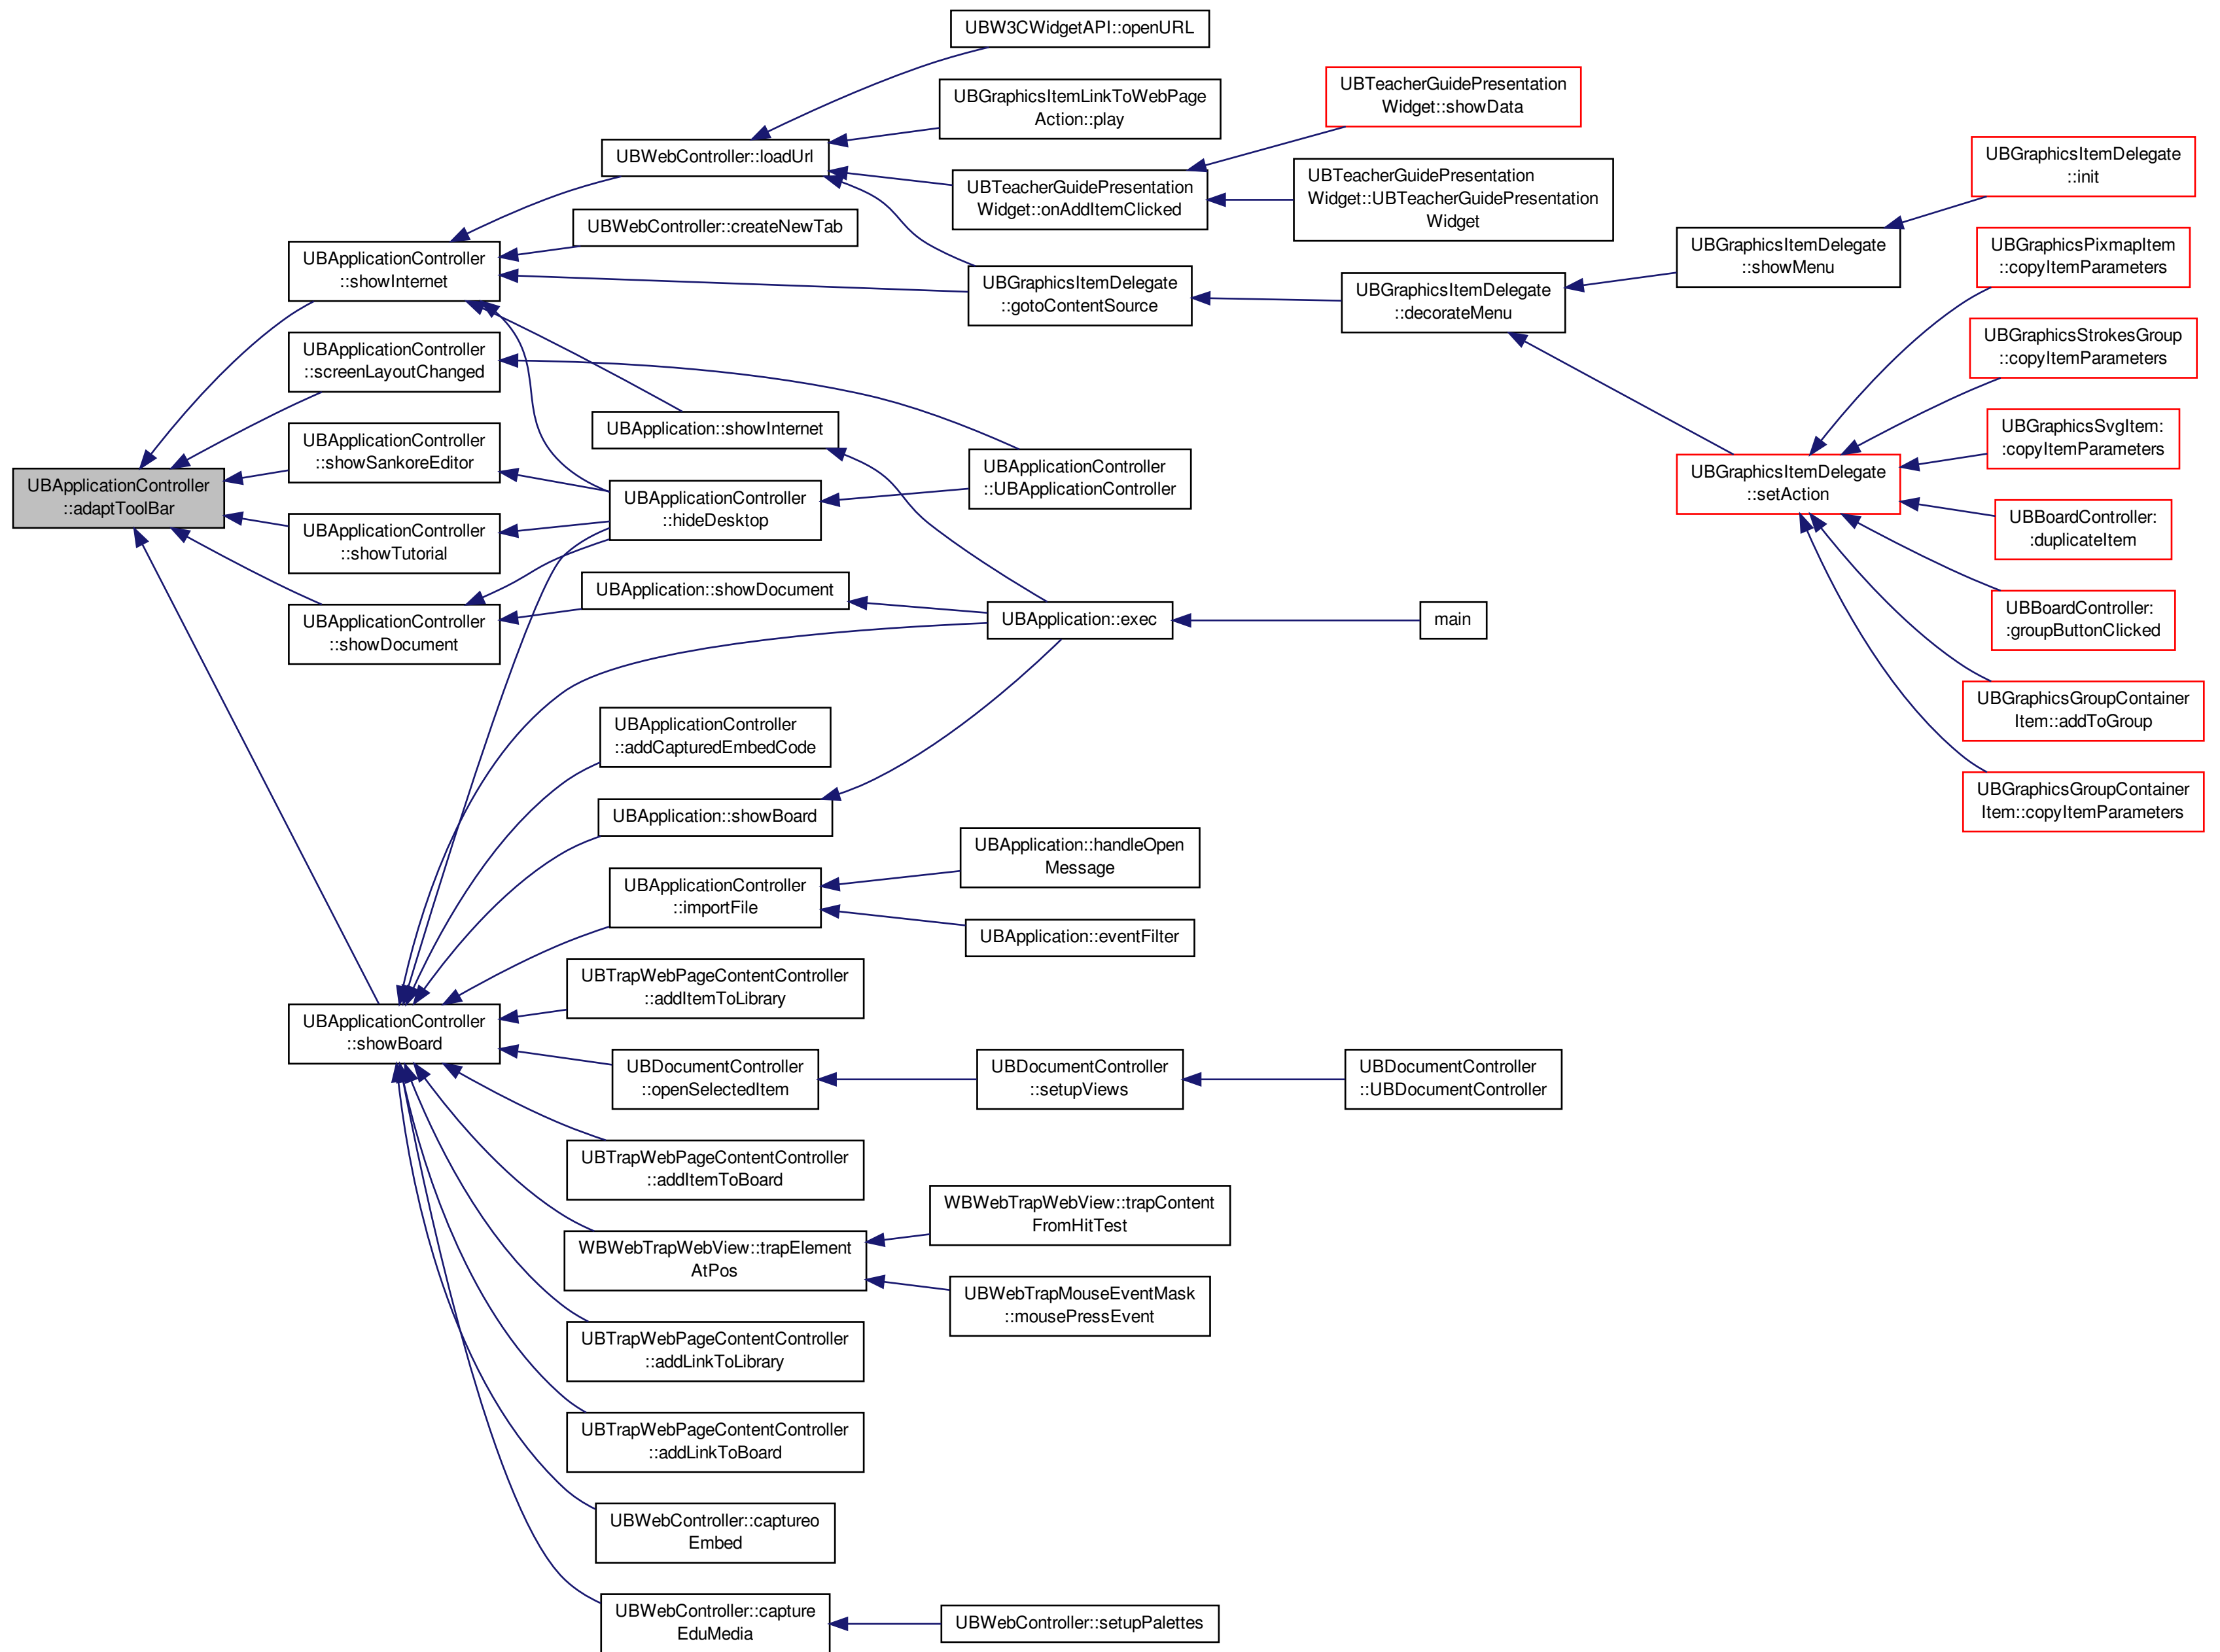 UBApplicationController
::adaptToolBar
UBApplicationController
::showInternet
UBApplicationController
::screenLayoutChanged
UBApplicationController
::showSankoreEditor
UBApplicationController
::showTutorial
UBApplicationController
::showDocument
UBApplicationController
::showBoard
UBWebController::loadUrl
UBWebController::createNewTab
UBApplication::showInternet
UBApplicationController
::hideDesktop
UBApplication::showDocument
UBApplicationController
::addCapturedEmbedCode
UBApplication::showBoard
UBApplicationController
::importFile
UBTrapWebPageContentController
::addItemToLibrary
UBDocumentController
::openSelectedItem
UBTrapWebPageContentController
::addItemToBoard
WBWebTrapWebView::trapElement
AtPos
UBTrapWebPageContentController
::addLinkToLibrary
UBTrapWebPageContentController
::addLinkToBoard
UBWebController::captureo
Embed
UBWebController::capture
EduMedia
UBW3CWidgetAPI::openURL
UBGraphicsItemLinkToWebPage
Action::play
UBTeacherGuidePresentation
Widget::onAddItemClicked
UBGraphicsItemDelegate
::gotoContentSource
UBApplicationController
::UBApplicationController
UBApplication::exec
UBApplication::handleOpen
Message
UBApplication::eventFilter
UBDocumentController
::setupViews
WBWebTrapWebView::trapContent
FromHitTest
UBWebTrapMouseEventMask
::mousePressEvent
UBWebController::setupPalettes
UBTeacherGuidePresentation
Widget::showData
UBTeacherGuidePresentation
Widget::UBTeacherGuidePresentation
Widget
UBGraphicsItemDelegate
::decorateMenu
main
UBDocumentController
::UBDocumentController
UBGraphicsItemDelegate
::showMenu
UBGraphicsItemDelegate
::setAction
UBGraphicsItemDelegate
::init
UBGraphicsPixmapItem
::copyItemParameters
UBGraphicsStrokesGroup
::copyItemParameters
UBGraphicsSvgItem:
:copyItemParameters
UBBoardController:
:duplicateItem
UBBoardController:
:groupButtonClicked
UBGraphicsGroupContainer
Item::addToGroup
UBGraphicsGroupContainer
Item::copyItemParameters